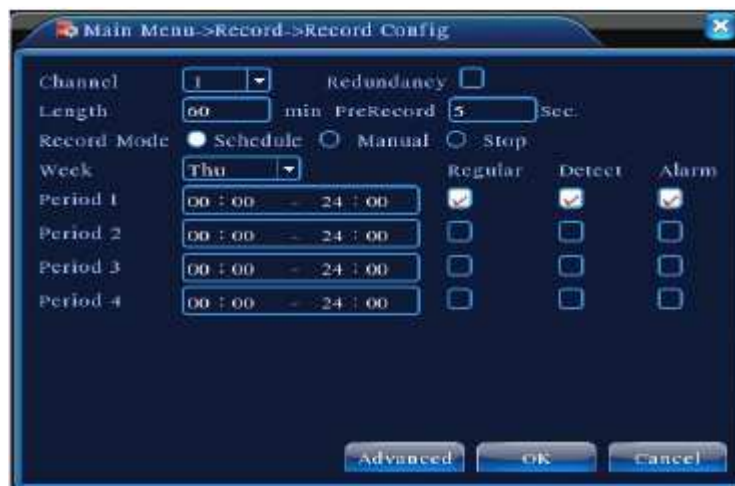 Main Menu->Record->Record Config
Channel 1 Redundancy
Length 60 min PreRecord 5 Sec.
Record Mode Schedule Manual Stop
Week Thu Regular Detect Alarm
Period 1 00 : 00 - 24 : 00
Period 2 00 : 00 - 24 : 00
Period 3 00 : 00 - 24 : 00
Period 4 00 : 00 - 24 : 00
Advanced OK Cancel